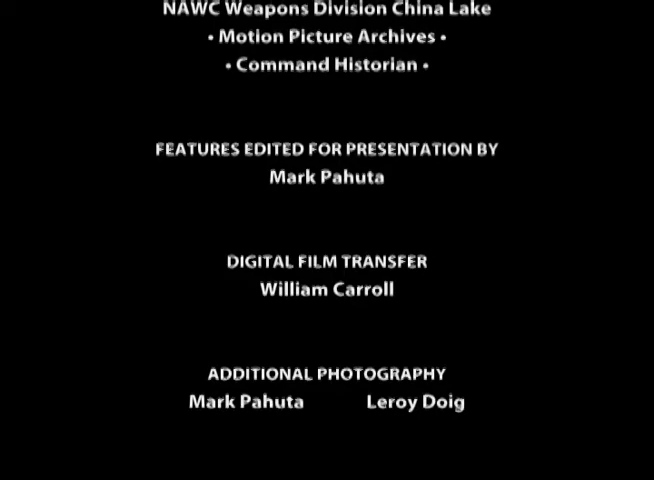 NAWC Weapons Division China Lake
• Motion Picture Archives •
• Command Historian •
FEATURES EDITED FOR PRESENTATION BY
Mark Pahuta
DIGITAL FILM TRANSFER
William Carroll
ADDITIONAL PHOTOGRAPHY
Mark Pahuta Leroy Doig